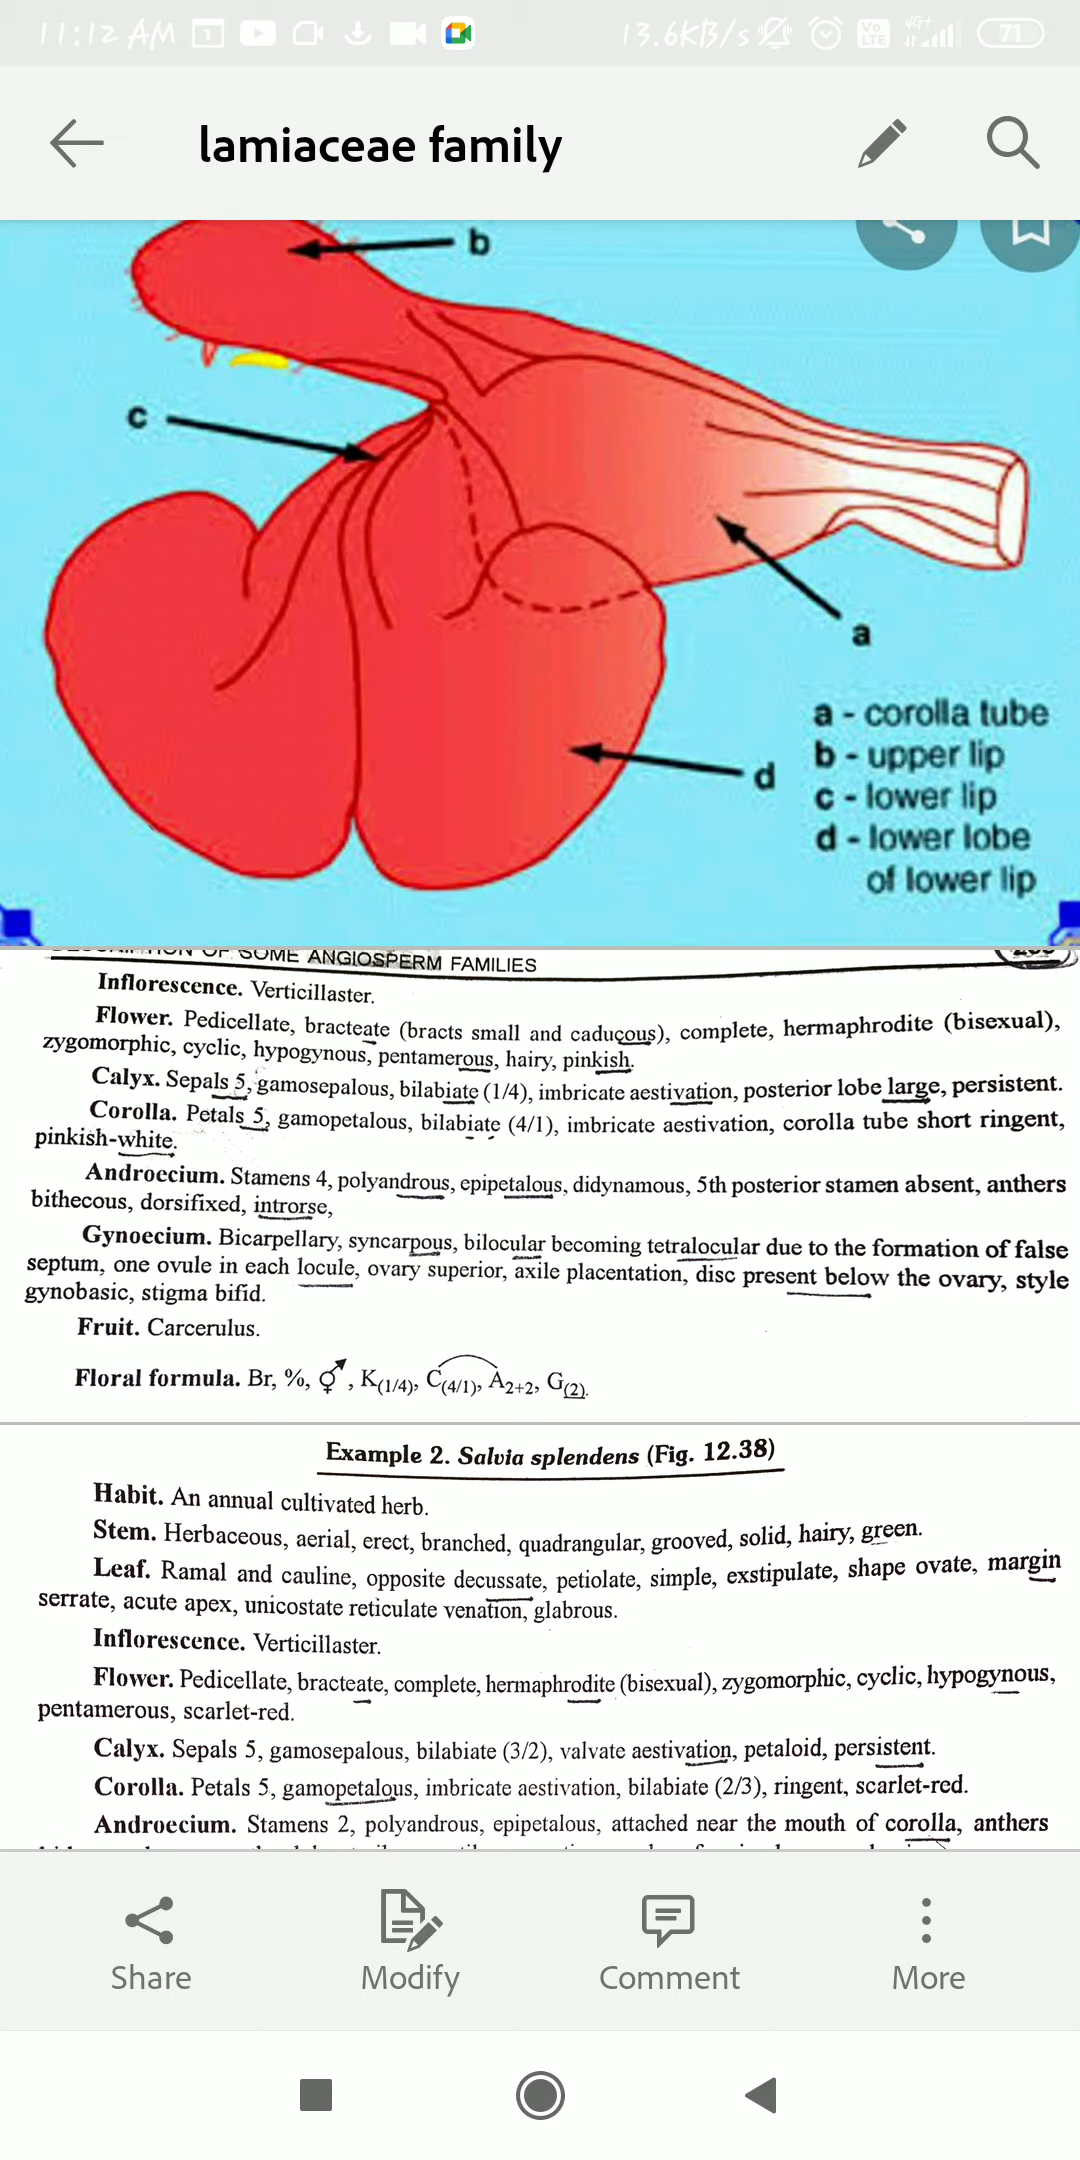 11:12 AM 1 13.6KB/s Vo LTE 4G+ 71
lamiaceae family
b
c
a
a - corolla tube
d
b - upper lip
c - lower lip
d - lower lobe
of lower lip
OF SOME ANGIOSPERM FAMILIES
Inflorescence. Verticillaster.
Flower. Pedicellate, bracteate (bracts small and caducous), complete, hermaphrodite (bisexual),
zygomorphic, cyclic, hypogynous, pentamerous, hairy, pinkish.
Calyx. Sepals 5, gamosepalous, bilabiate (1/4), imbricate aestivation, posterior lobe large, persistent.
Corolla. Petals 5, gamopetalous, bilabiate (4/1), imbricate aestivation, corolla tube short ringent,
pinkish-white.
Androecium. Stamens 4, polyandrous, epipetalous, didynamous, 5th posterior stamen absent, anthers
bithecous, dorsifixed, introrse,
Gynoecium. Bicarpellary, syncarpous, bilocular becoming tetralocular due to the formation of false
septum, one ovule in each locule, ovary superior, axile placentation, disc present below the ovary, style
gynobasic, stigma bifid.
Fruit. Carcerulus.
Floral formula. Br, %, ⚥, K(1/4), C(4/1), A2+2, G(2).
Example 2. Salvia splendens (Fig. 12.38)
Habit. An annual cultivated herb.
Stem. Herbaceous, aerial, erect, branched, quadrangular, grooved, solid, hairy, green.
Leaf. Ramal and cauline, opposite decussate, petiolate, simple, exstipulate, shape ovate, margin
serrate, acute apex, unicostate reticulate venation, glabrous.
Inflorescence. Verticillaster.
Flower. Pedicellate, bracteate, complete, hermaphrodite (bisexual), zygomorphic, cyclic, hypogynous,
pentamerous, scarlet-red.
Calyx. Sepals 5, gamosepalous, bilabiate (3/2), valvate aestivation, petaloid, persistent.
Corolla. Petals 5, gamopetalous, imbricate aestivation, bilabiate (2/3), ringent, scarlet-red.
Androecium. Stamens 2, polyandrous, epipetalous, attached near the mouth of corolla, anthers
Share Modify Comment More